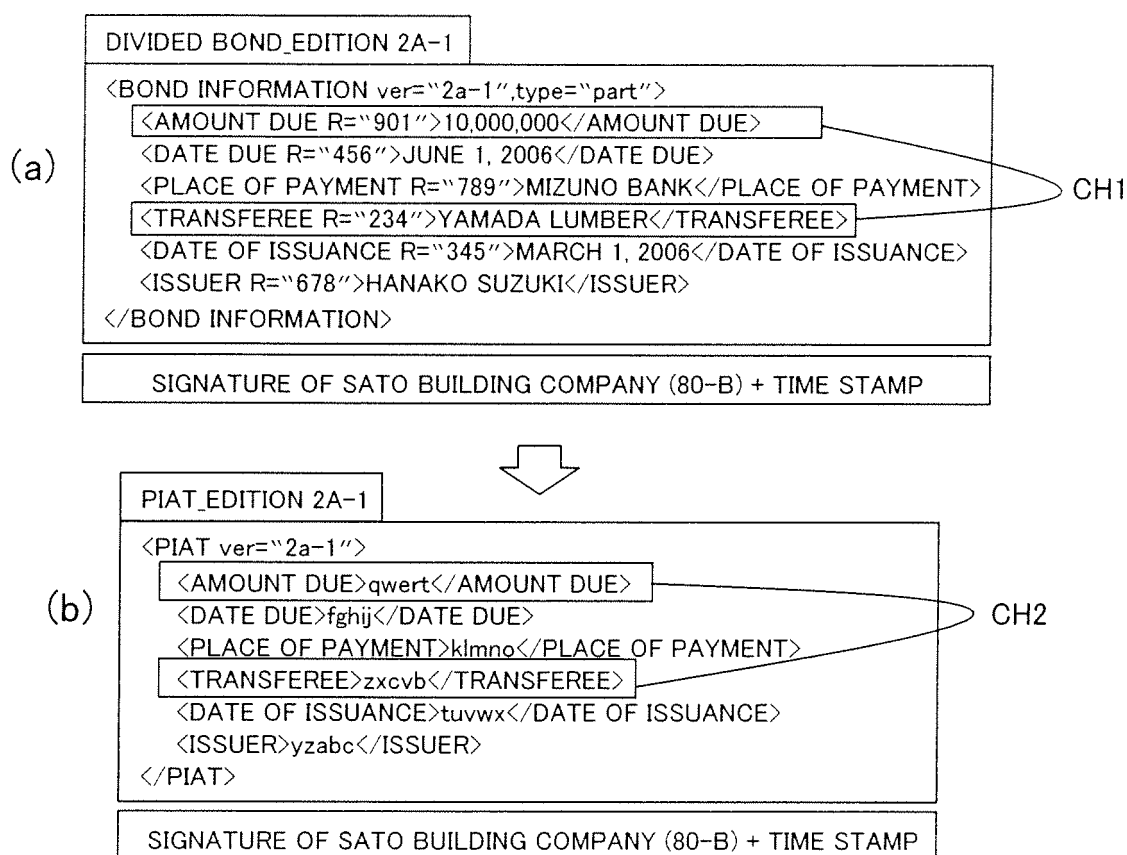 DIVIDED BOND_EDITION 2A-1
<BOND INFORMATION ver="2a-1",type="part">
<AMOUNT DUE R="901">10,000,000</AMOUNT DUE>
<DATE DUE R="456">JUNE 1, 2006</DATE DUE>
(a)
<PLACE OF PAYMENT R="789">MIZUNO BANK</PLACE OF PAYMENT>
CH1
<TRANSFEREE R="234">YAMADA LUMBER</TRANSFEREE>
<DATE OF ISSUANCE R="345">MARCH 1, 2006</DATE OF ISSUANCE>
<ISSUER R="678">HANAKO SUZUKI</ISSUER>
</BOND INFORMATION>
SIGNATURE OF SATO BUILDING COMPANY (80-B) + TIME STAMP
PIAT_EDITION 2A-1
<PIAT ver="2a-1">
<AMOUNT DUE>qwert</AMOUNT DUE>
(b)
<DATE DUE>fghij</DATE DUE>
CH2
<PLACE OF PAYMENT>klmno</PLACE OF PAYMENT>
<TRANSFEREE>zxcvb</TRANSFEREE>
<DATE OF ISSUANCE>tuvwx</DATE OF ISSUANCE>
<ISSUER>yzabc</ISSUER>
</PIAT>
SIGNATURE OF SATO BUILDING COMPANY (80-B) + TIME STAMP